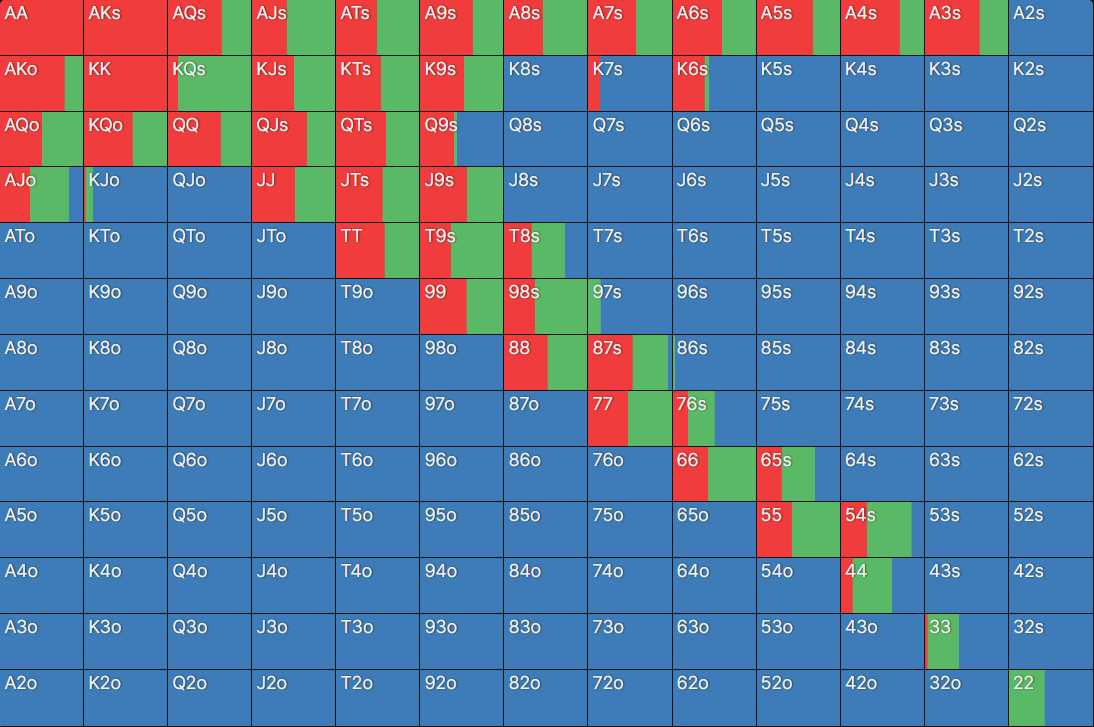 AA AKs AQs AJs ATs A9s A8s A7s A6s A5s A4s A3s A2s
AKo KK KQs KJs KTs K9s K8s K7s K6s K5s K4s K3s K2s
AQo KQo QQ QJs QTs Q9s Q8s Q7s Q6s Q5s Q4s Q3s Q2s
AJo KJo QJo JJ JTs J9s J8s J7s J6s J5s J4s J3s J2s
ATo KTo QTo JTo TT T9s T8s T7s T6s T5s T4s T3s T2s
A9o K9o Q9o J9o T9o 99 98s 97s 96s 95s 94s 93s 92s
A8o K8o Q8o J8o T8o 98o 88 87s 86s 85s 84s 83s 82s
A7o K7o Q7o J7o T7o 97o 87o 77 76s 75s 74s 73s 72s
A6o K6o Q6o J6o T6o 96o 86o 76o 66 65s 64s 63s 62s
A5o K5o Q5o J5o T5o 95o 85o 75o 65o 55 54s 53s 52s
A4o K4o Q4o J4o T4o 94o 84o 74o 64o 54o 44 43s 42s
A3o K3o Q3o J3o T3o 93o 83o 73o 63o 53o 43o 33 32s
A2o K2o Q2o J2o T2o 92o 82o 72o 62o 52o 42o 32o 22